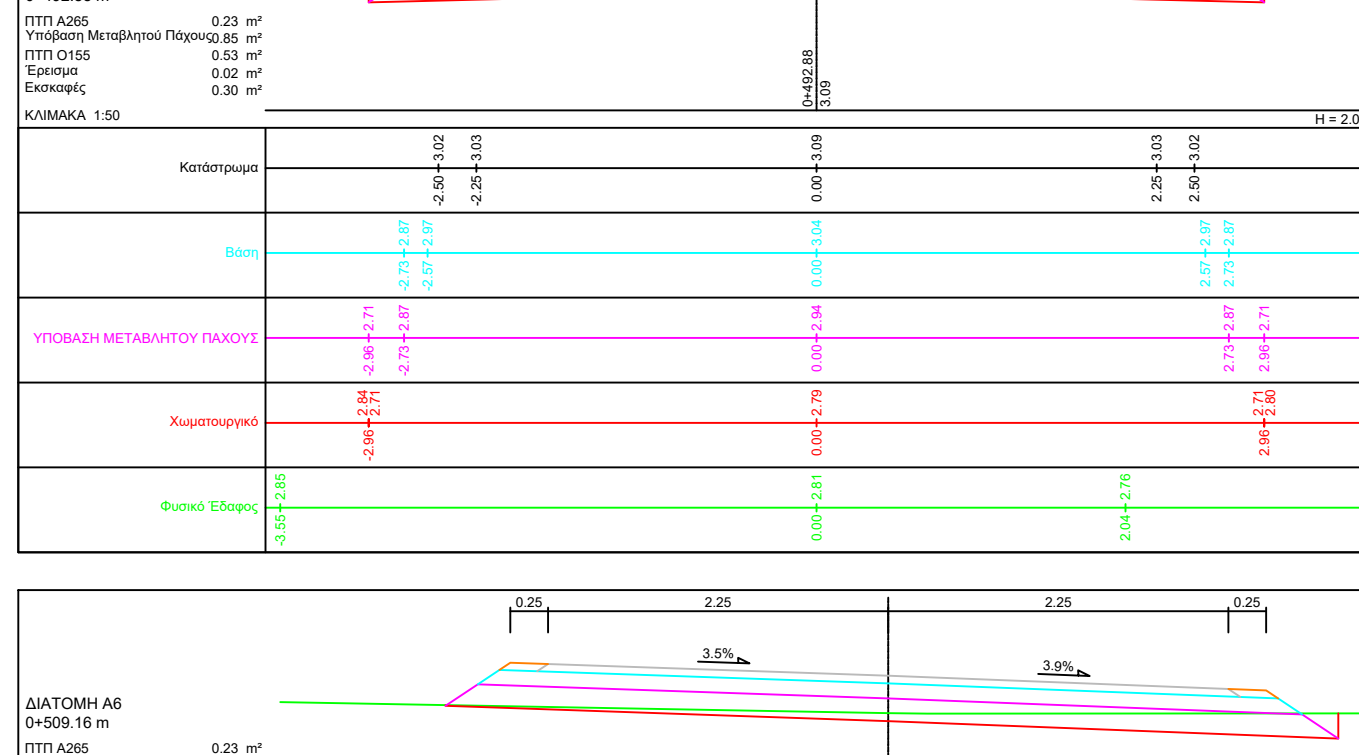 ΠΤΠ Α265 0.23 m²
Υπόβαση Μεταβλητού Πάχους 0.85 m²
ΠΤΠ Ο155 0.53 m²
Έρεισμα 0.02 m²
Εκσκαφές 0.30 m²
ΚΛΙΜΑΚΑ 1:50
0+492.88
3.09
H = 2.0
Κατάστρωμα
-2.50 3.02
-2.25 3.03
0.00 3.09
2.25 3.03
2.50 3.02
Βάση
-2.73 2.87
-2.57 2.97
0.00 3.04
2.57 2.97
2.73 2.87
ΥΠΟΒΑΣΗ ΜΕΤΑΒΛΗΤΟΥ ΠΑΧΟΥΣ
-2.96 2.71
-2.73 2.87
0.00 2.94
2.73 2.87
2.96 2.71
Χωματουργικό
-2.96 2.84
2.71
0.00 2.79
2.96 2.71
2.80
Φυσικό Έδαφος
-3.55 2.85
0.00 2.81
2.04 2.76
0.25 2.25 2.25 0.25
3.5%
3.9%
ΔΙΑΤΟΜΗ Α6
0+509.16 m
ΠΤΠ Α265 0.23 m²